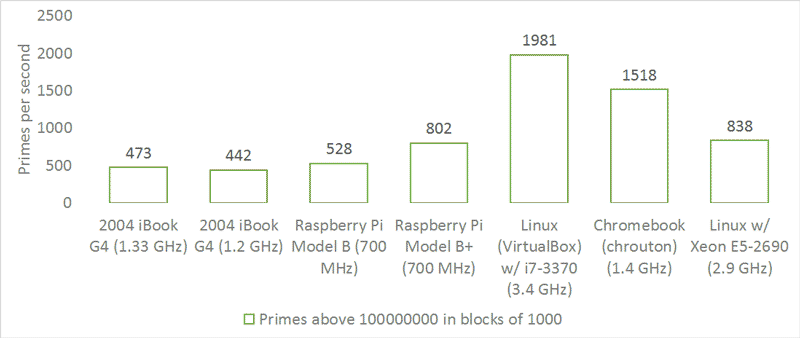 Primes per second
2500
2000
1500
1000
500
0
473
442
528
802
1981
1518
838
2004 iBook
G4 (1.33 GHz)
2004 iBook
G4 (1.2 GHz)
Raspberry Pi
Model B (700
MHz)
Raspberry Pi
Model B+
(700 MHz)
Linux
(VirtualBox)
w/ i7-3370
(3.4 GHz)
Chromebook
(chrouton)
(1.4 GHz)
Linux w/
Xeon E5-2690
(2.9 GHz)
Primes above 100000000 in blocks of 1000